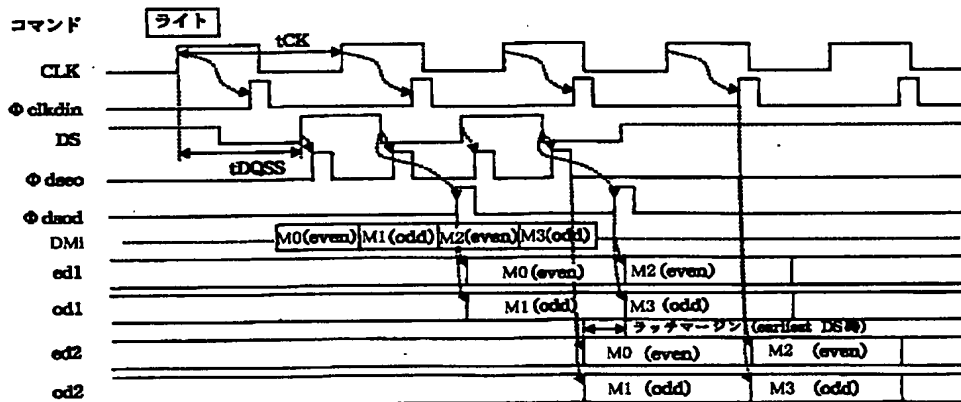 コマンド ライト
tCK
CLK
Φclkdin
DS
tDQSS
Φdseo
Φdsod
DMi M0(even) M1(odd) M2(even) M3(odd)
ed1 M0(even) M2(even)
od1 M1(odd) M3(odd)
ラッチマージン (earliest DS時)
ed2 M0 (even) M2 (even)
od2 M1 (odd) M3 (odd)